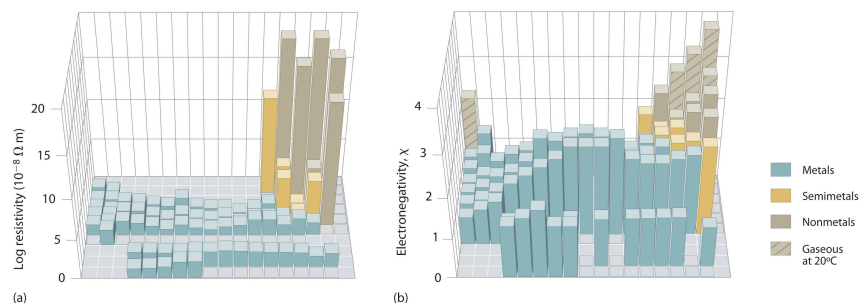 20
15
10
5
0
Log resistivity (10⁻⁸ Ω m)
(a)
4
3
2
1
0
Electronegativity, χ
(b)
Metals
Semimetals
Nonmetals
Gaseous
at 20ºC